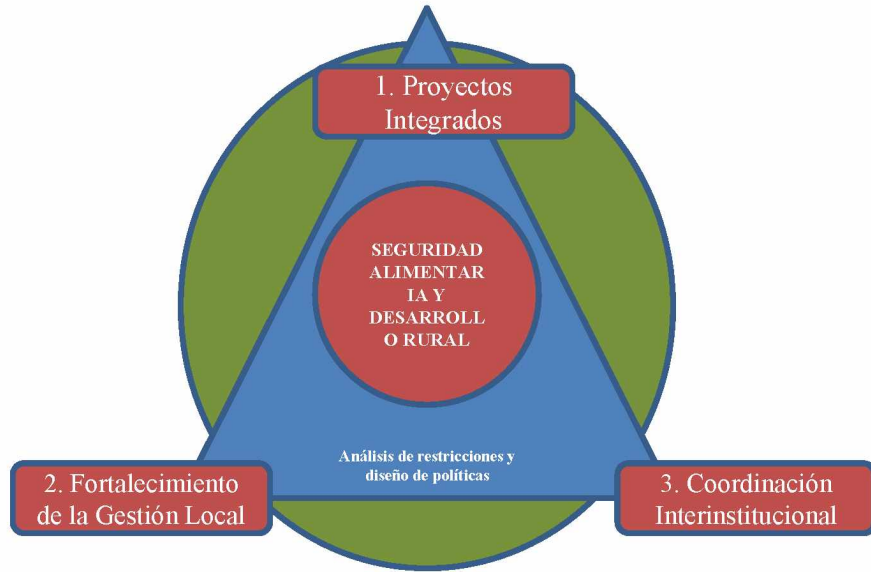 1. Proyectos
Integrados
SEGURIDAD
ALIMENTAR
IA Y
DESARROLL
O RURAL
Análisis de restricciones y
diseño de políticas
2. Fortalecimiento
de la Gestión Local
3. Coordinación
Interinstitucional